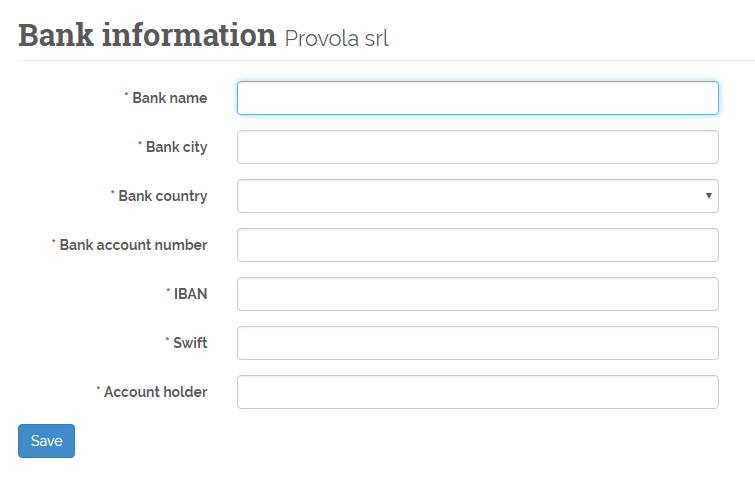 Bank information Provola srl
* Bank name
* Bank city
* Bank country
* Bank account number
* IBAN
* Swift
* Account holder
Save